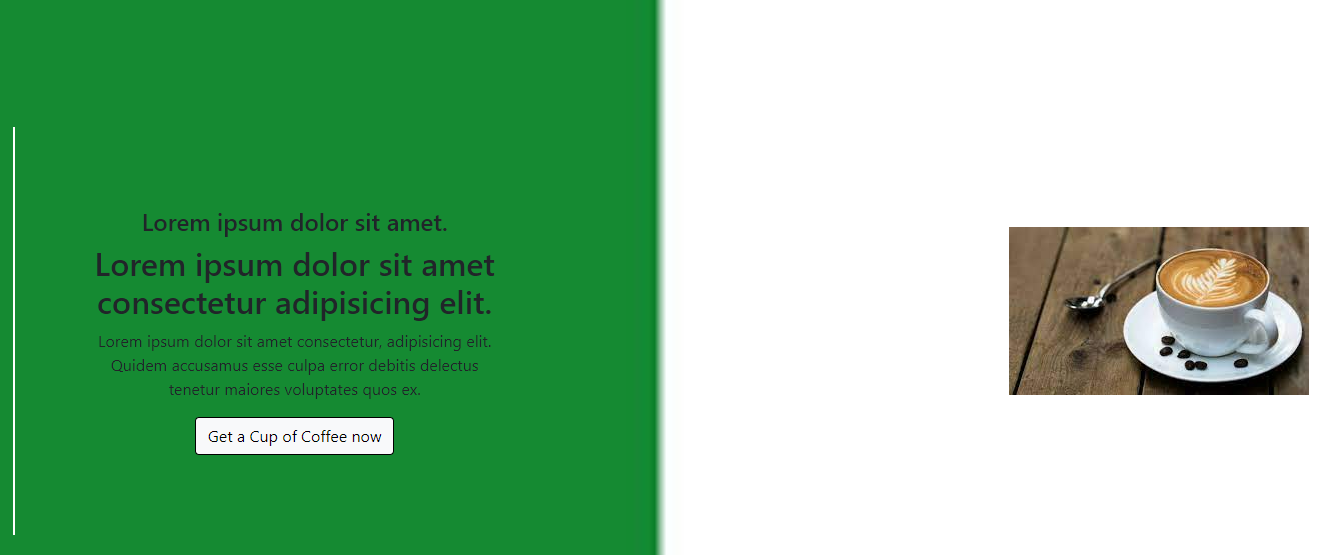 Lorem ipsum dolor sit amet.
Lorem ipsum dolor sit amet
consectetur adipisicing elit.
Lorem ipsum dolor sit amet consectetur, adipisicing elit.
Quidem accusamus esse culpa error debitis delectus
tenetur maiores voluptates quos ex.
Get a Cup of Coffee now